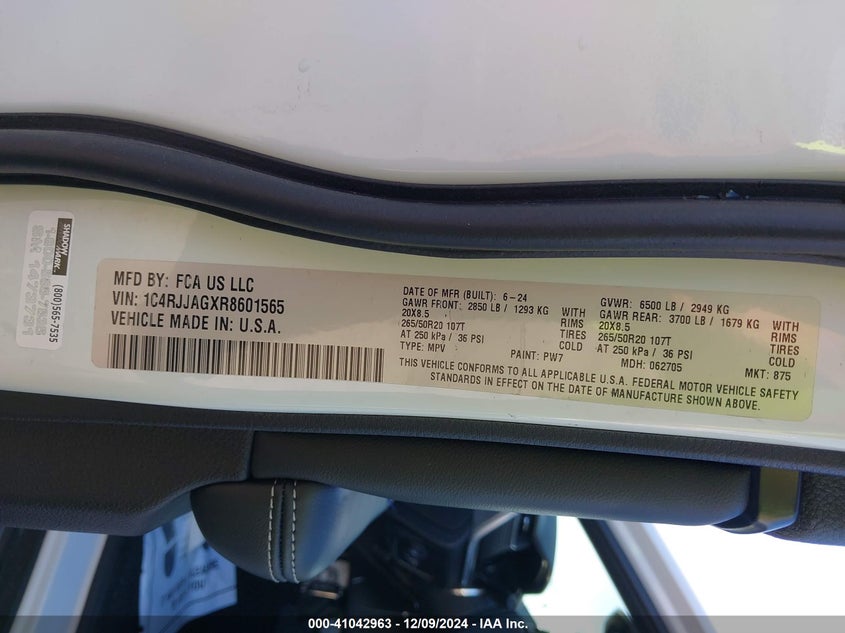 SHADOW
MARK.
(800)565-7535
MFD BY: FCA US LLC
VIN: 1C4RJJAGXR8601565
VEHICLE MADE IN: U.S.A.
DATE OF MFR (BUILT): 6-24
GAWR FRONT: 2850 LB / 1293 KG WITH
20X8.5 RIMS
265/50R20 107T TIRES
AT 250 kPa / 36 PSI COLD
TYPE: MPV PAINT: PW7
GVWR: 6500 LB / 2949 KG
GAWR REAR: 3700 LB / 1679 KG WITH
20X8.5 RIMS
265/50R20 107T TIRES
AT 250 kPa / 36 PSI COLD
MDH: 062705 MKT: 875
THIS VEHICLE CONFORMS TO ALL APPLICABLE U.S.A. FEDERAL MOTOR VEHICLE SAFETY
STANDARDS IN EFFECT ON THE DATE OF MANUFACTURE SHOWN ABOVE.
000-41042963 - 12/09/2024 - IAA Inc.